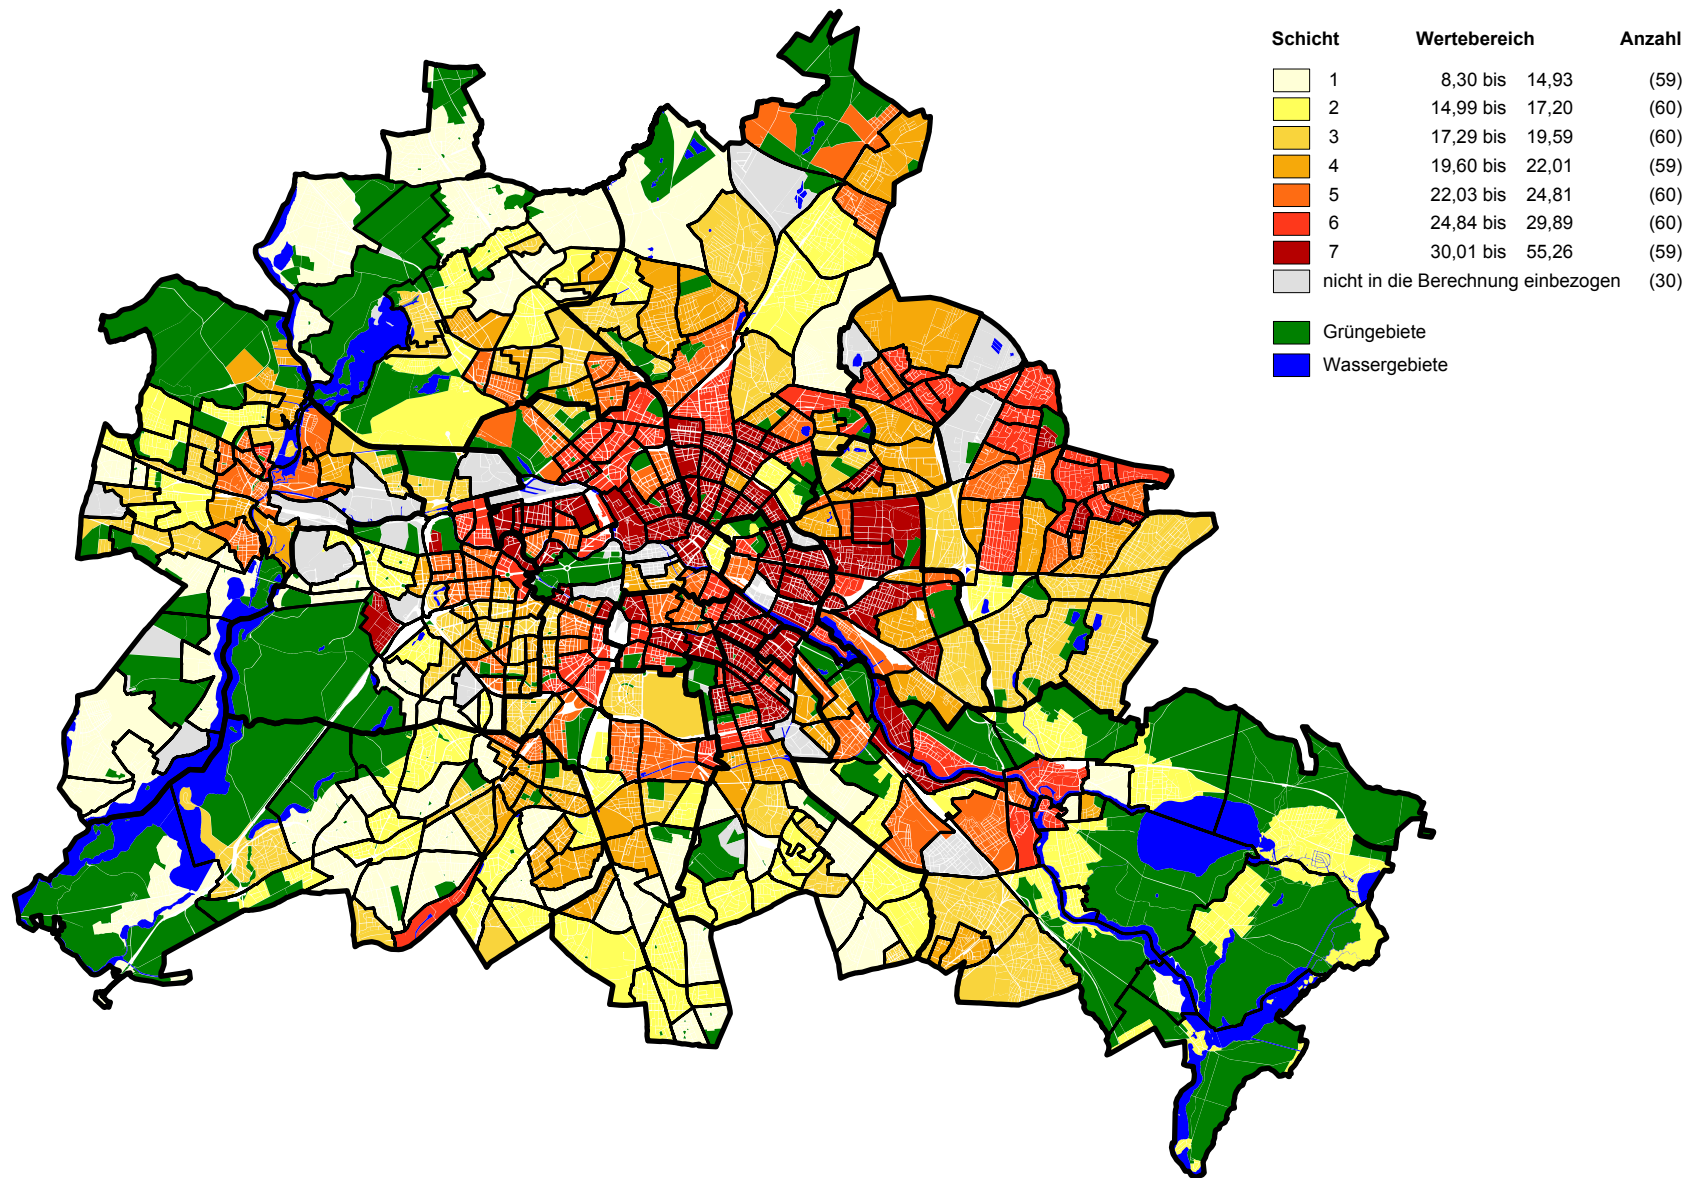 Schicht Wertebereich Anzahl
1 8,30 bis 14,93 (59)
2 14,99 bis 17,20 (60)
3 17,29 bis 19,59 (60)
4 19,60 bis 22,01 (59)
5 22,03 bis 24,81 (60)
6 24,84 bis 29,89 (60)
7 30,01 bis 55,26 (59)
nicht in die Berechnung einbezogen (30)
Grüngebiete
Wassergebiete